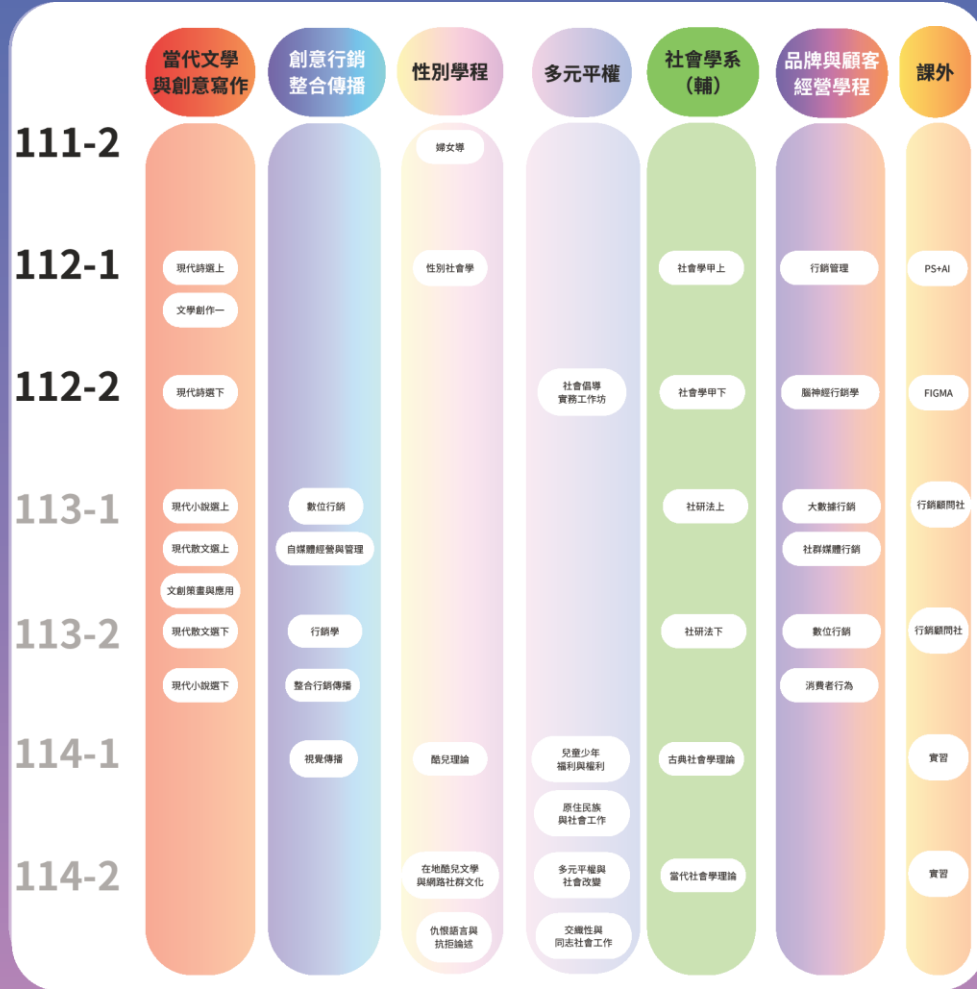 當代文學
與創意寫作
創意行銷
整合傳播
性別學程
多元平權
社會學系
（輔）
品牌與顧客
經營學程
課外
111-2
婦女導
112-1
現代詩選上
性別社會學
社會學甲上
行銷管理
PS+AI
文學創作一
112-2
現代詩選下
社會倡導
實務工作坊
社會學甲下
腦神經行銷學
FIGMA
113-1
現代小說選上
數位行銷
社研法上
大數據行銷
行銷顧問社
現代散文選上
自媒體經營與管理
社群媒體行銷
文創策畫與應用
113-2
現代散文選下
行銷學
社研法下
數位行銷
行銷顧問社
現代小說選下
整合行銷傳播
消費者行為
114-1
視覺傳播
酷兒理論
兒童少年
福利與權利
古典社會學理論
實習
原住民族
與社會工作
114-2
在地酷兒文學
與網路社群文化
多元平權與
社會改變
當代社會學理論
實習
仇恨語言與
抗拒論述
交織性與
同志社會工作